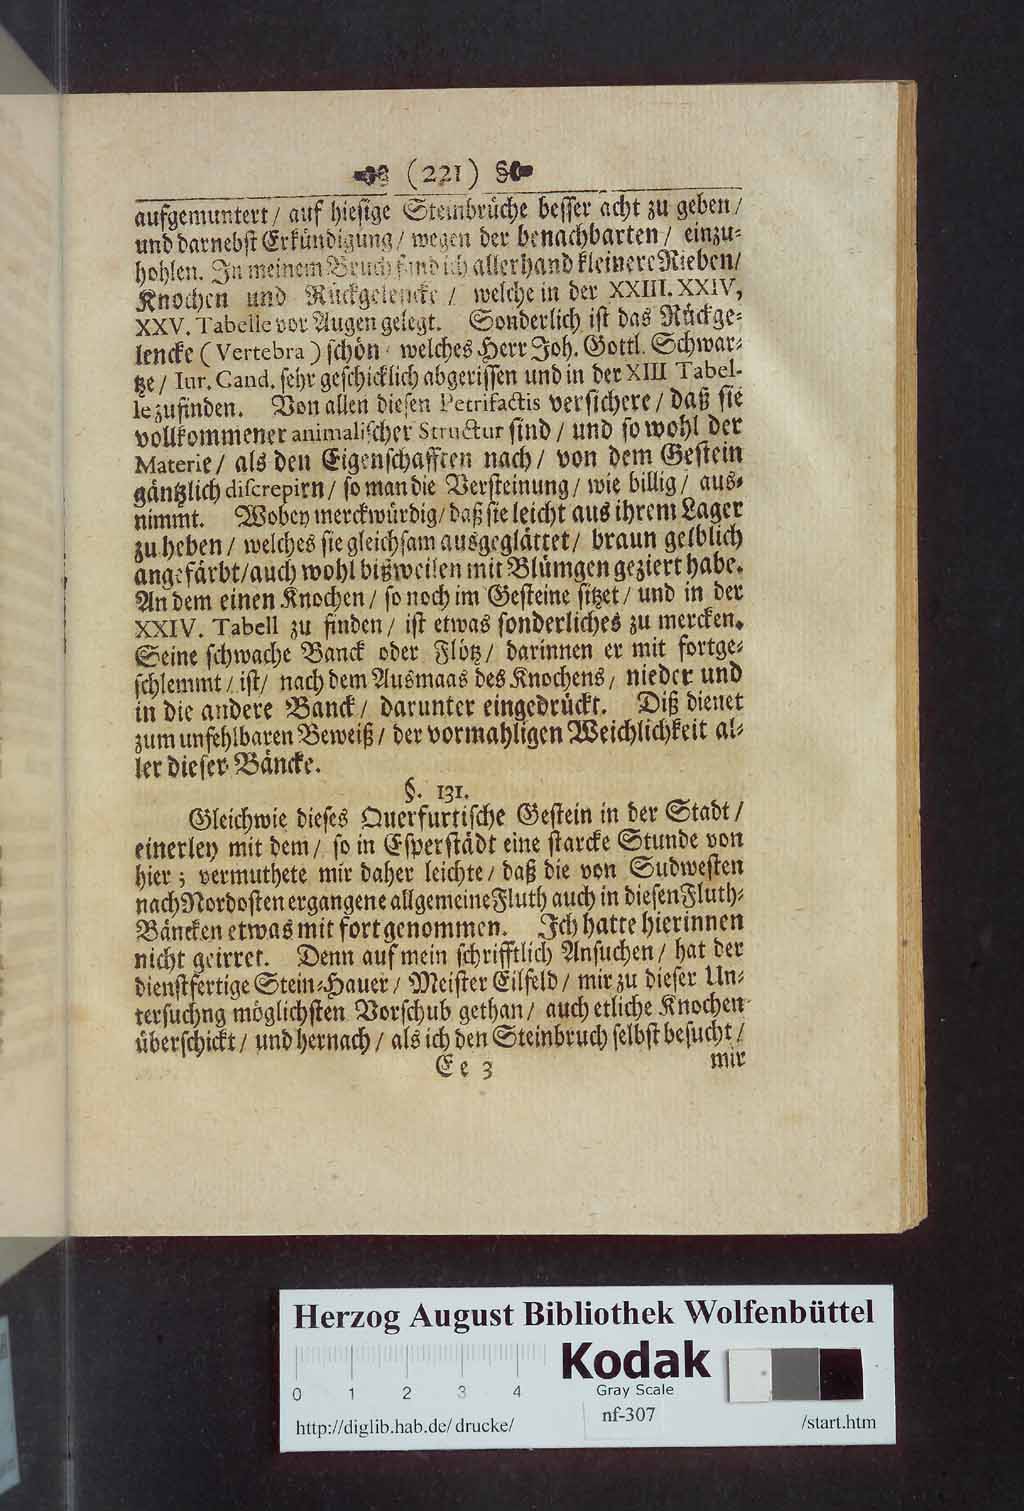 (221)
aufgemuntert/ auf hiesige Steinbrüche besser acht zu geben/
und darnebst Erkündigung/ wegen der benachbarten/ einzu-
hohlen. In meinem Bruch fand ich allerhand kleinere Rieben/
Knochen und Rückgelencke/ welche in der XXIII. XXIV,
XXV. Tabelle vor Augen gelegt. Sonderlich ist das Rückge-
lencke (Vertebra) schön welches Herr Joh. Gottl. Schwar-
tze/ Iur. Cand. sehr geschicklich abgerissen und in der XIII Tabel-
le zufinden. Von allen diesen Petrifactis versichere/ daß sie
vollkommener animalischer Structur sind/ und so wohl der
Materie/ als den Eigenschafften nach/ von dem Gestein
gäntzlich discrepirn/ so man die Versteinung/ wie billig/ aus-
nimmt. Wobey merckwürdig/ daß sie leicht aus ihrem Lager
zu heben/ welches sie gleichsam ausgeglättet/ braun gelblich
angefärbt/ auch wohl bißweilen mit Blümgen geziert habe.
An dem einen Knochen/ so noch im Gesteine sitzet/ und in der
XXIV. Tabell zu finden/ ist etwas sonderliches zu mercken.
Seine schwache Banck oder Flötz/ darinnen er mit fortge-
schlemmt/ ist/ nach dem Ausmaas des Knochens/ nieder und
in die andere Banck/ darunter eingedrückt. Diß dienet
zum unfehlbaren Beweiß/ der vormahligen Weichlichkeit al-
ler dieser Bäncke.
§. 131.
Gleichwie dieses Querfurtische Gestein in der Stadt/
einerley mit dem/ so in Esperstädt eine starcke Stunde von
hier; vermuthete mir daher leichte/ daß die von Sudwesten
nach Nordosten ergangene allgemeine Fluth auch in diesen Fluth-
Bäncken etwas mit fort genommen. Ich hatte hierinnen
nicht geirret. Denn auf mein schrifftlich Ansuchen/ hat der
dienstfertige Stein-Hauer/ Meister Eilfeld/ mir zu dieser Un-
tersuchng möglichsten Vorschub gethan/ auch etliche Knochen
überschickt/ und hernach/ als ich den Steinbruch selbst besucht/
Ee 3 mir
Herzog August Bibliothek Wolfenbüttel
Kodak
Gray Scale
0 1 2 3 4
nf-307
http://diglib.hab.de/drucke/ /start.htm